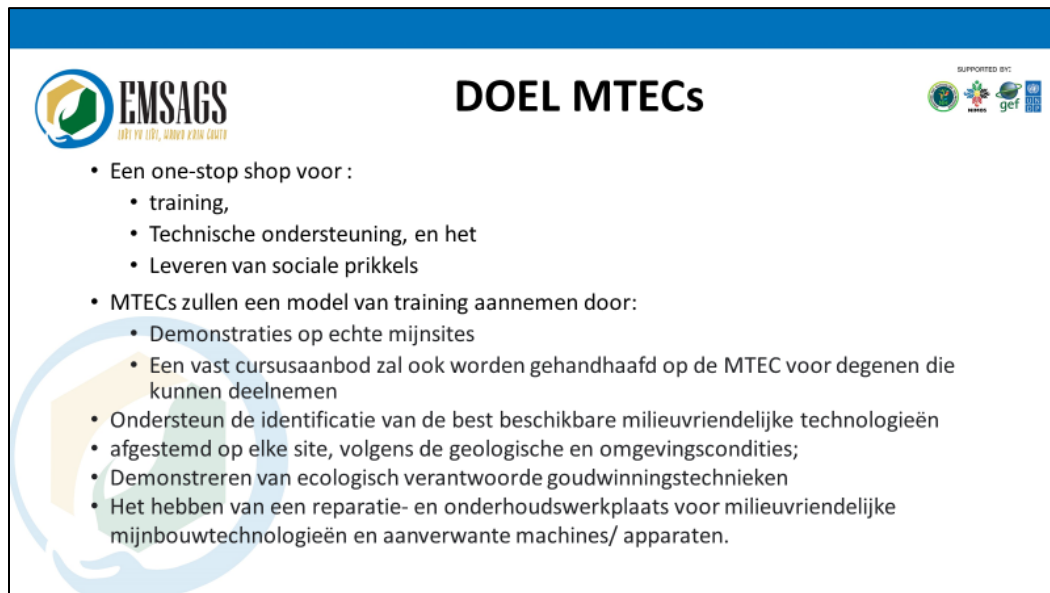 EMSAGS
DOEL MTECs
SUPPORTED BY:
NIMOS
gef
U N
D P
• Een one-stop shop voor :
• training,
• Technische ondersteuning, en het
• Leveren van sociale prikkels
• MTECs zullen een model van training aannemen door:
• Demonstraties op echte mijnsites
• Een vast cursusaanbod zal ook worden gehandhaafd op de MTEC voor degenen die
kunnen deelnemen
• Ondersteun de identificatie van de best beschikbare milieuvriendelijke technologieën
• afgestemd op elke site, volgens de geologische en omgevingscondities;
• Demonstreren van ecologisch verantwoorde goudwinningstechnieken
• Het hebben van een reparatie- en onderhoudswerkplaats voor milieuvriendelijke
mijnbouwtechnologieën en aanverwante machines/ apparaten.